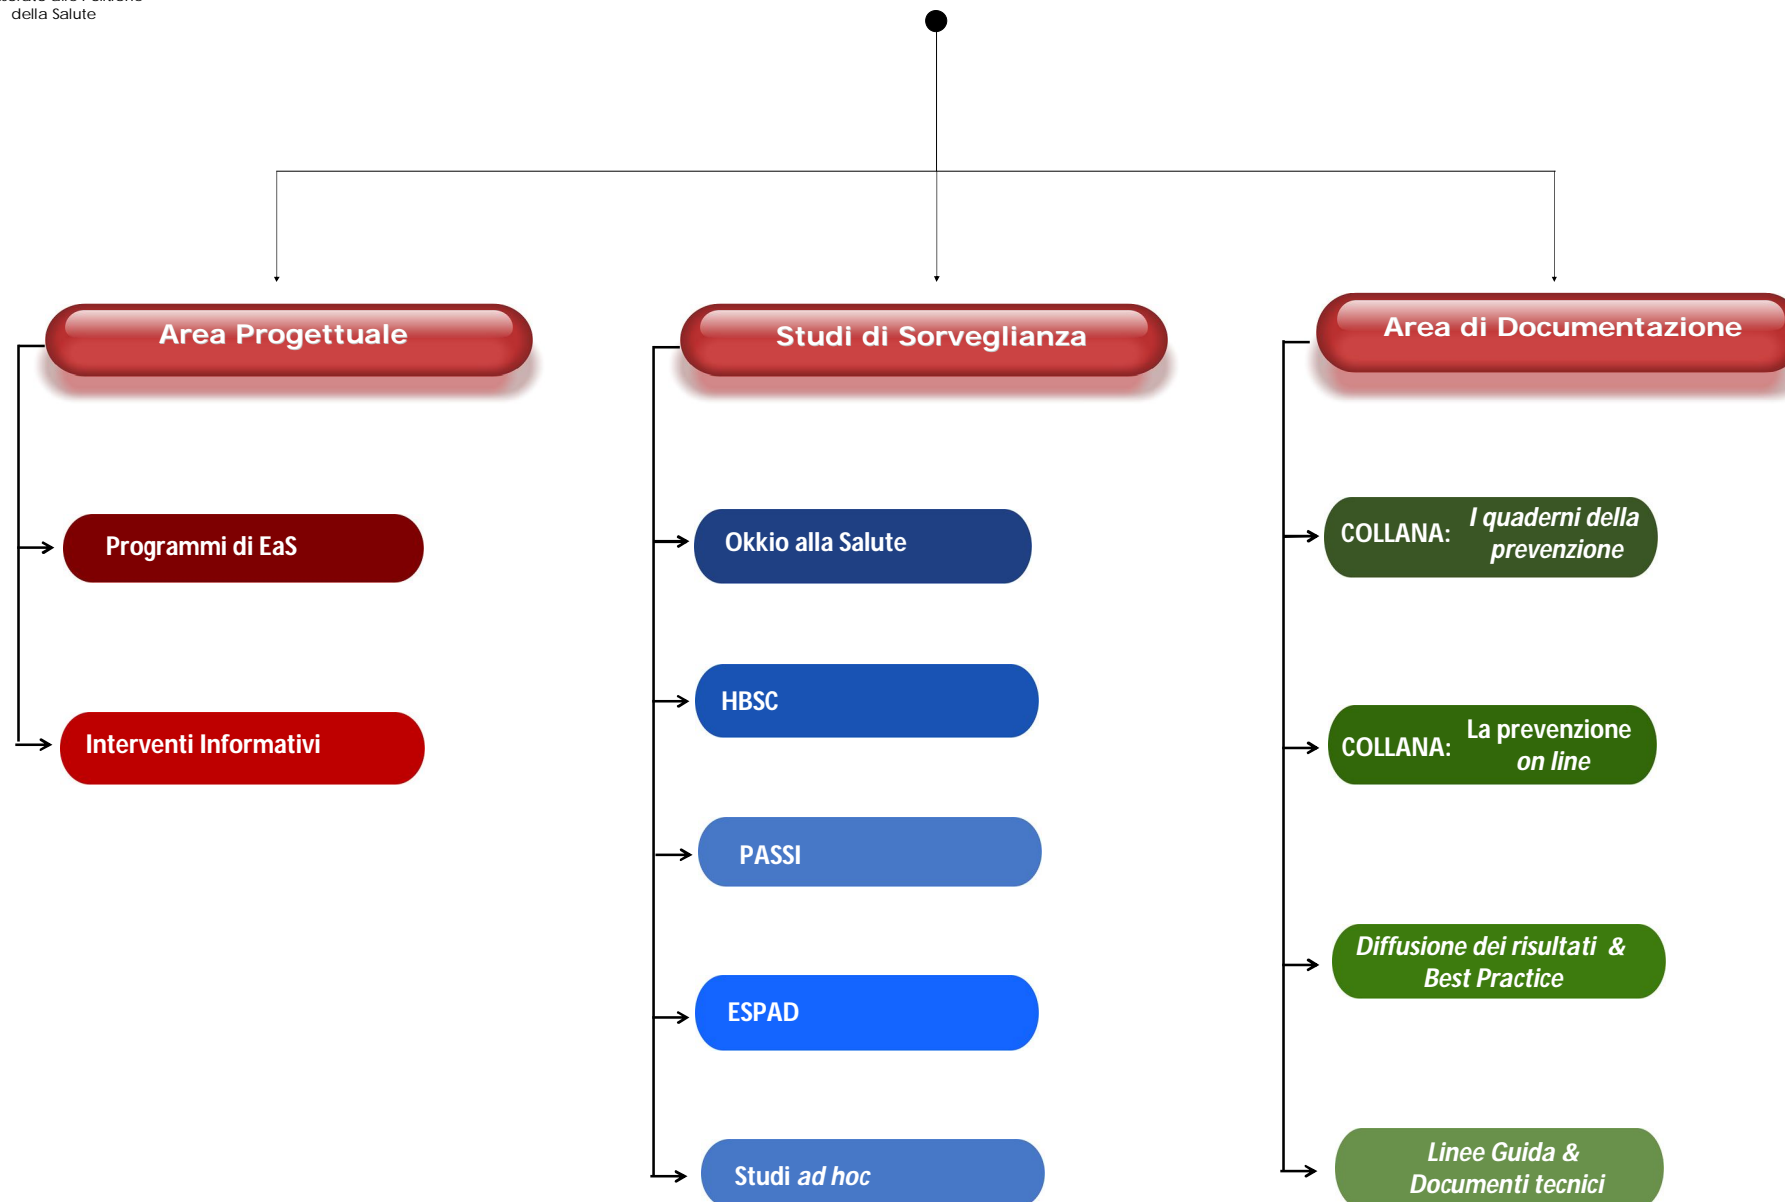 della Salute
Area Progettuale
Studi di Sorveglianza
Area di Documentazione
Programmi di EaS
Interventi Informativi
Okkio alla Salute
HBSC
PASSI
ESPAD
Studi ad hoc
COLLANA: I quaderni della
prevenzione
COLLANA: La prevenzione
on line
Diffusione dei risultati &
Best Practice
Linee Guida &
Documenti tecnici